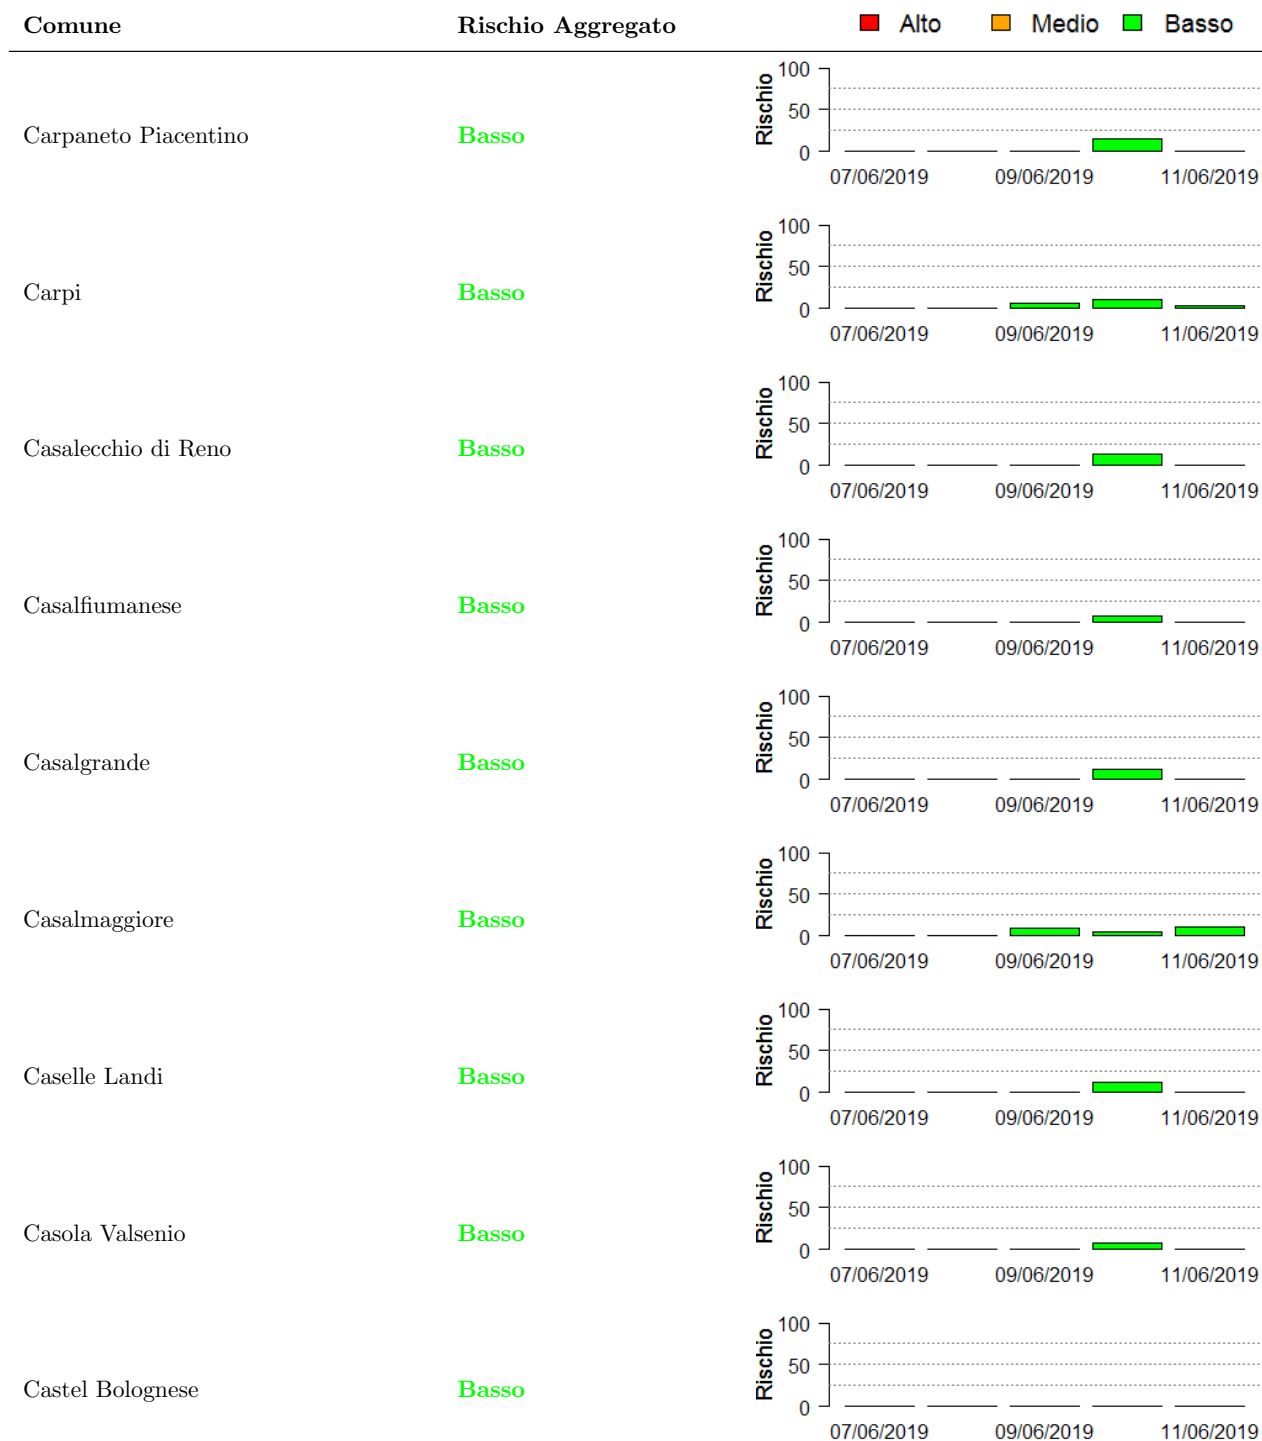 Comune Rischio Aggregato Alto Medio Basso
Carpaneto Piacentino Basso Rischio 100 50 0
07/06/2019 09/06/2019 11/06/2019
Carpi Basso Rischio 100 50 0
07/06/2019 09/06/2019 11/06/2019
Casalecchio di Reno Basso Rischio 100 50 0
07/06/2019 09/06/2019 11/06/2019
Casalfiumanese Basso Rischio 100 50 0
07/06/2019 09/06/2019 11/06/2019
Casalgrande Basso Rischio 100 50 0
07/06/2019 09/06/2019 11/06/2019
Casalmaggiore Basso Rischio 100 50 0
07/06/2019 09/06/2019 11/06/2019
Caselle Landi Basso Rischio 100 50 0
07/06/2019 09/06/2019 11/06/2019
Casola Valsenio Basso Rischio 100 50 0
07/06/2019 09/06/2019 11/06/2019
Castel Bolognese Basso Rischio 100 50 0
07/06/2019 09/06/2019 11/06/2019